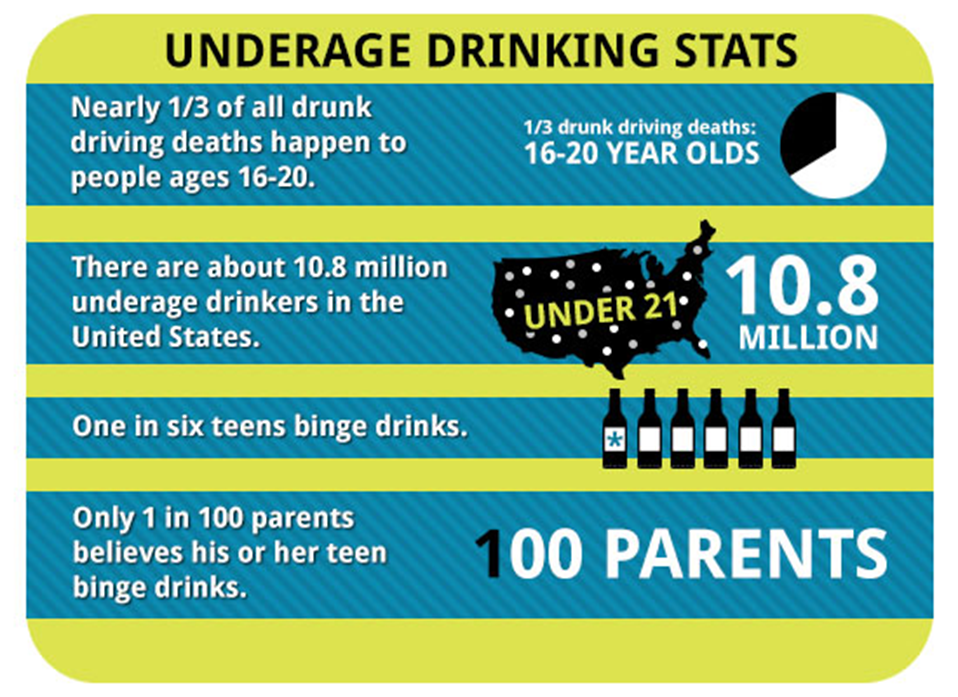 UNDERAGE DRINKING STATS
Nearly 1/3 of all drunk
driving deaths happen to
people ages 16-20.
1/3 drunk driving deaths:
16-20 YEAR OLDS
There are about 10.8 million
underage drinkers in the
United States.
UNDER 21
10.8
MILLION
One in six teens binge drinks.
*
Only 1 in 100 parents
believes his or her teen
binge drinks.
100 PARENTS